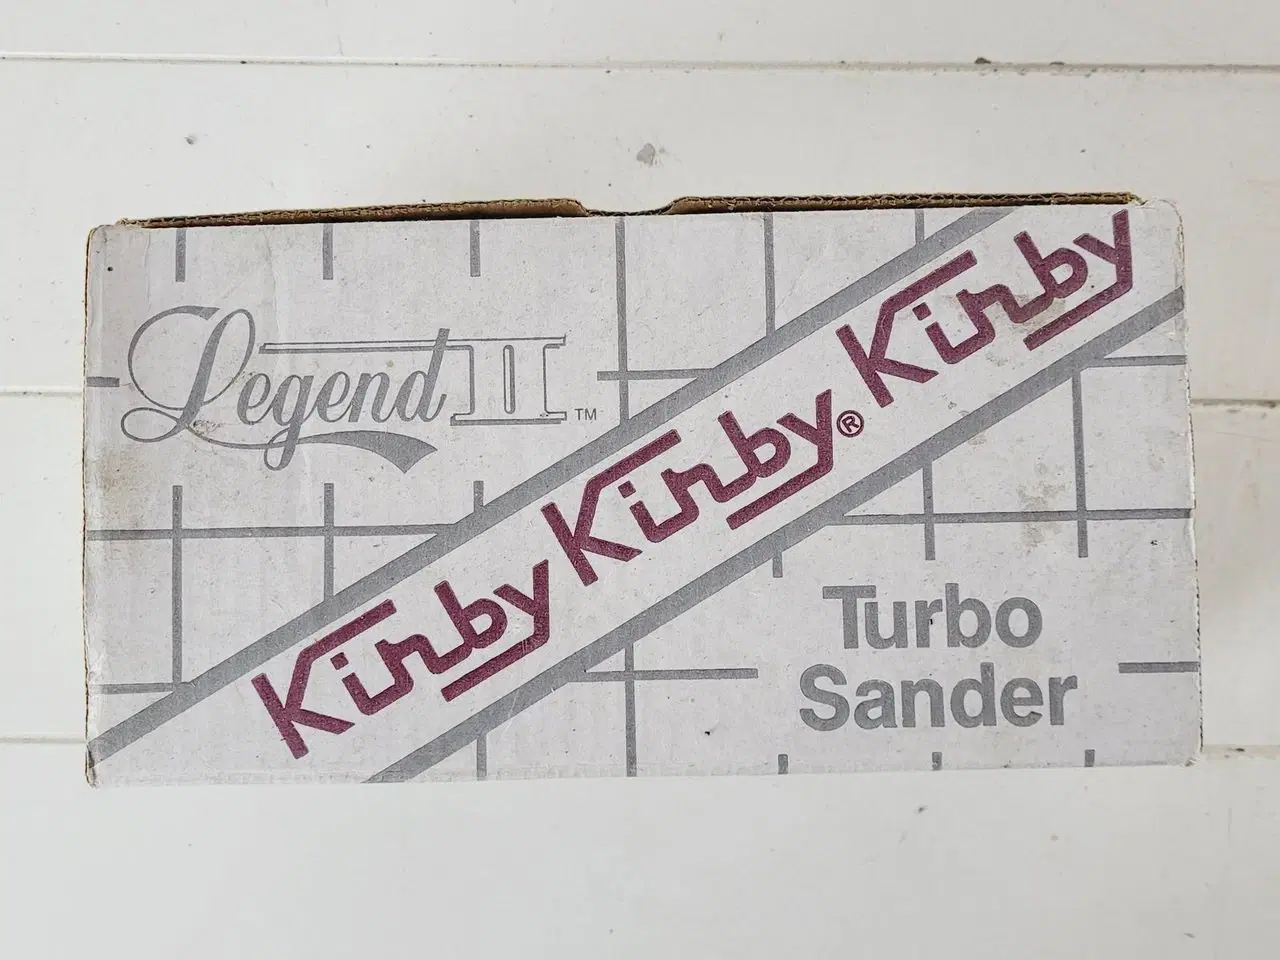 Legend II™
Kirby Kirby® Kirby
Turbo
Sander